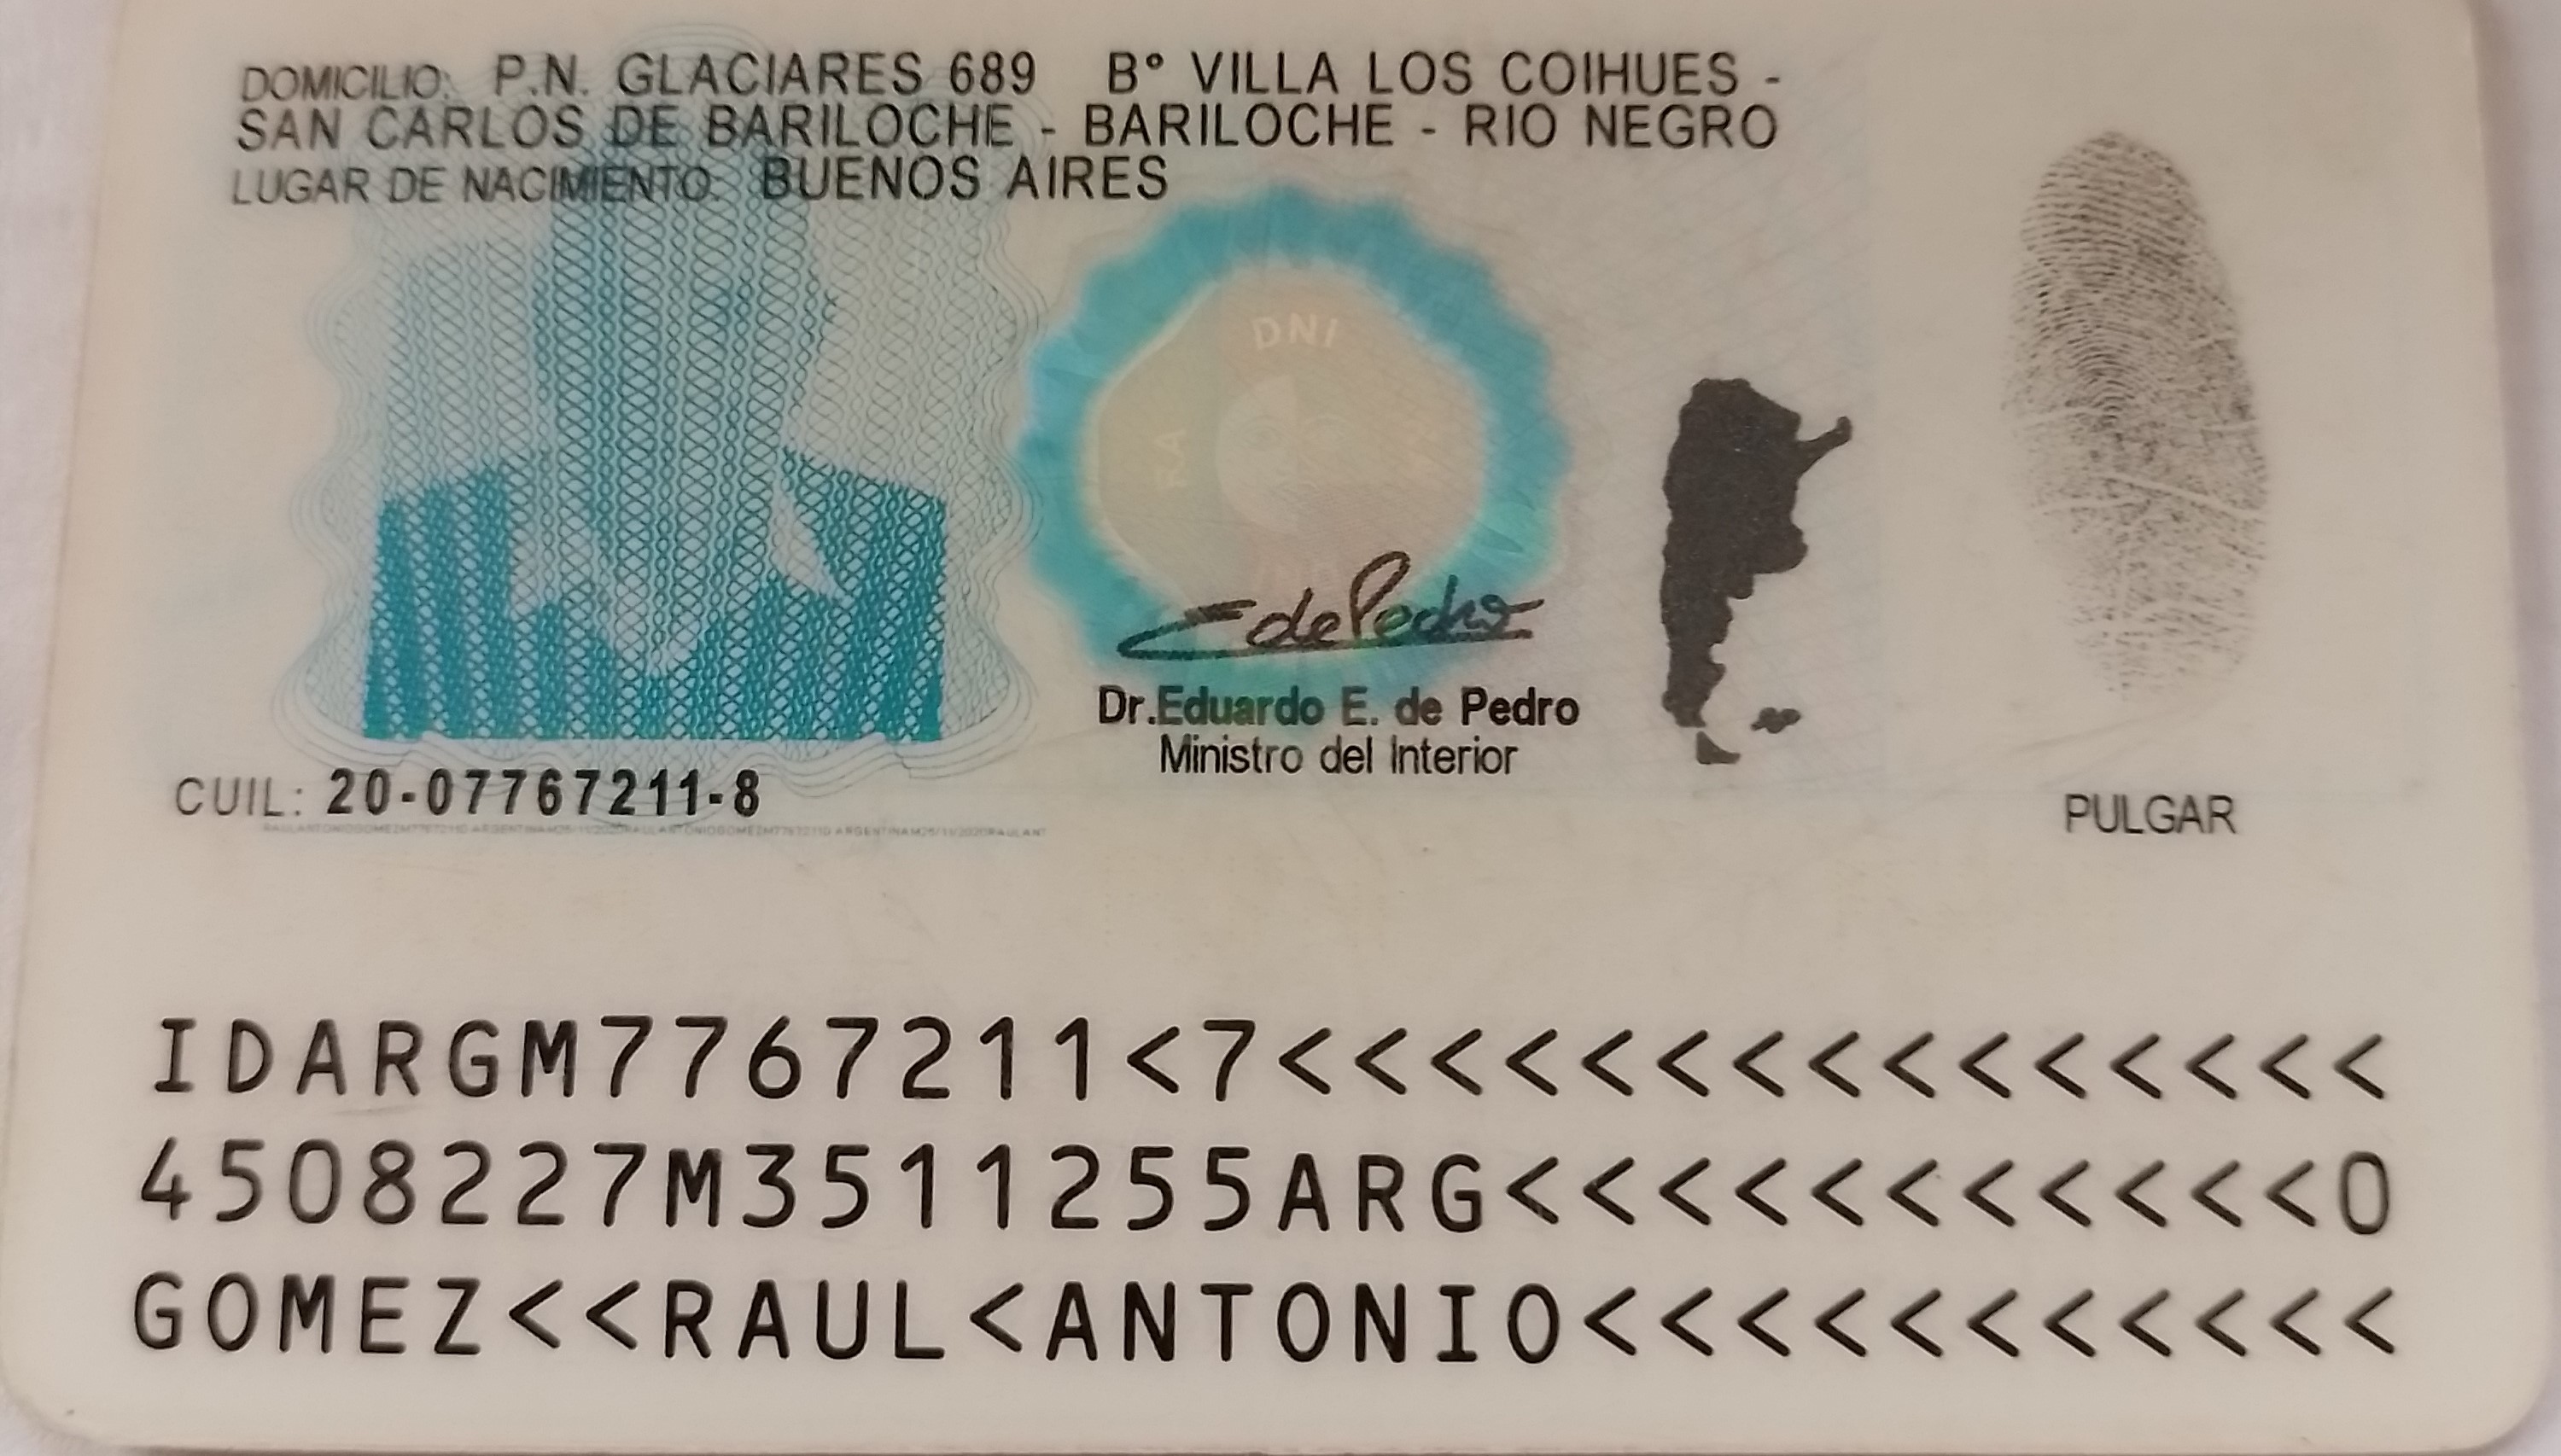 DOMICILIO: P.N. GLACIARES 689 B° VILLA LOS COIHUES -
SAN CARLOS DE BARILOCHE - BARILOCHE - RIO NEGRO
LUGAR DE NACIMIENTO: BUENOS AIRES
DNI
E de Pedro
Dr.Eduardo E. de Pedro
Ministro del Interior
CUIL: 20-07767211-8
PULGAR
IDARGM7767211<7<<<<<<<<<<<<<<<
4508227M3511255ARG<<<<<<<<<<<0
GOMEZ<<RAUL<ANTONIO<<<<<<<<<<<